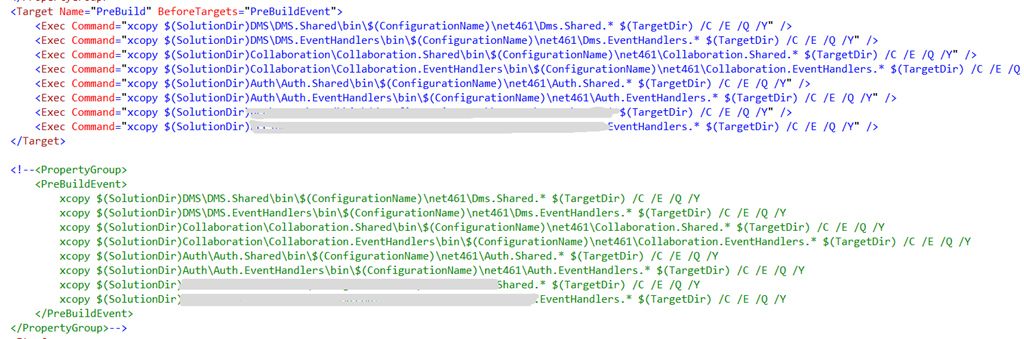 <Target Name="PreBuild" BeforeTargets="PreBuildEvent">
<Exec Command="xcopy $(SolutionDir)DMS\DMS.Shared\bin\$(ConfigurationName)\net461\Dms.Shared.* $(TargetDir) /C /E /Q /Y" />
<Exec Command="xcopy $(SolutionDir)DMS\DMS.EventHandlers\bin\$(ConfigurationName)\net461\Dms.EventHandlers.* $(TargetDir) /C /E /Q /Y" />
<Exec Command="xcopy $(SolutionDir)Collaboration\Collaboration.Shared\bin\$(ConfigurationName)\net461\Collaboration.Shared.* $(TargetDir) /C /E /Q /Y" />
<Exec Command="xcopy $(SolutionDir)Collaboration\Collaboration.EventHandlers\bin\$(ConfigurationName)\net461\Collaboration.EventHandlers.* $(TargetDir) /C /E /Q
<Exec Command="xcopy $(SolutionDir)Auth\Auth.Shared\bin\$(ConfigurationName)\net461\Auth.Shared.* $(TargetDir) /C /E /Q /Y" />
<Exec Command="xcopy $(SolutionDir)Auth\Auth.EventHandlers\bin\$(ConfigurationName)\net461\Auth.EventHandlers.* $(TargetDir) /C /E /Q /Y" />
<Exec Command="xcopy $(SolutionDir) $(TargetDir) /C /E /Q /Y" />
<Exec Command="xcopy $(SolutionDir) EventHandlers.* $(TargetDir) /C /E /Q /Y" />
</Target>
<!--<PropertyGroup>
<PreBuildEvent>
xcopy $(SolutionDir)DMS\DMS.Shared\bin\$(ConfigurationName)\net461\Dms.Shared.* $(TargetDir) /C /E /Q /Y
xcopy $(SolutionDir)DMS\DMS.EventHandlers\bin\$(ConfigurationName)\net461\Dms.EventHandlers.* $(TargetDir) /C /E /Q /Y
xcopy $(SolutionDir)Collaboration\Collaboration.Shared\bin\$(ConfigurationName)\net461\Collaboration.Shared.* $(TargetDir) /C /E /Q /Y
xcopy $(SolutionDir)Collaboration\Collaboration.EventHandlers\bin\$(ConfigurationName)\net461\Collaboration.EventHandlers.* $(TargetDir) /C /E /Q /Y
xcopy $(SolutionDir)Auth\Auth.Shared\bin\$(ConfigurationName)\net461\Auth.Shared.* $(TargetDir) /C /E /Q /Y
xcopy $(SolutionDir)Auth\Auth.EventHandlers\bin\$(ConfigurationName)\net461\Auth.EventHandlers.* $(TargetDir) /C /E /Q /Y
xcopy $(SolutionDir) Shared.* $(TargetDir) /C /E /Q /Y
xcopy $(SolutionDir) .EventHandlers.* $(TargetDir) /C /E /Q /Y
</PreBuildEvent>
</PropertyGroup>-->